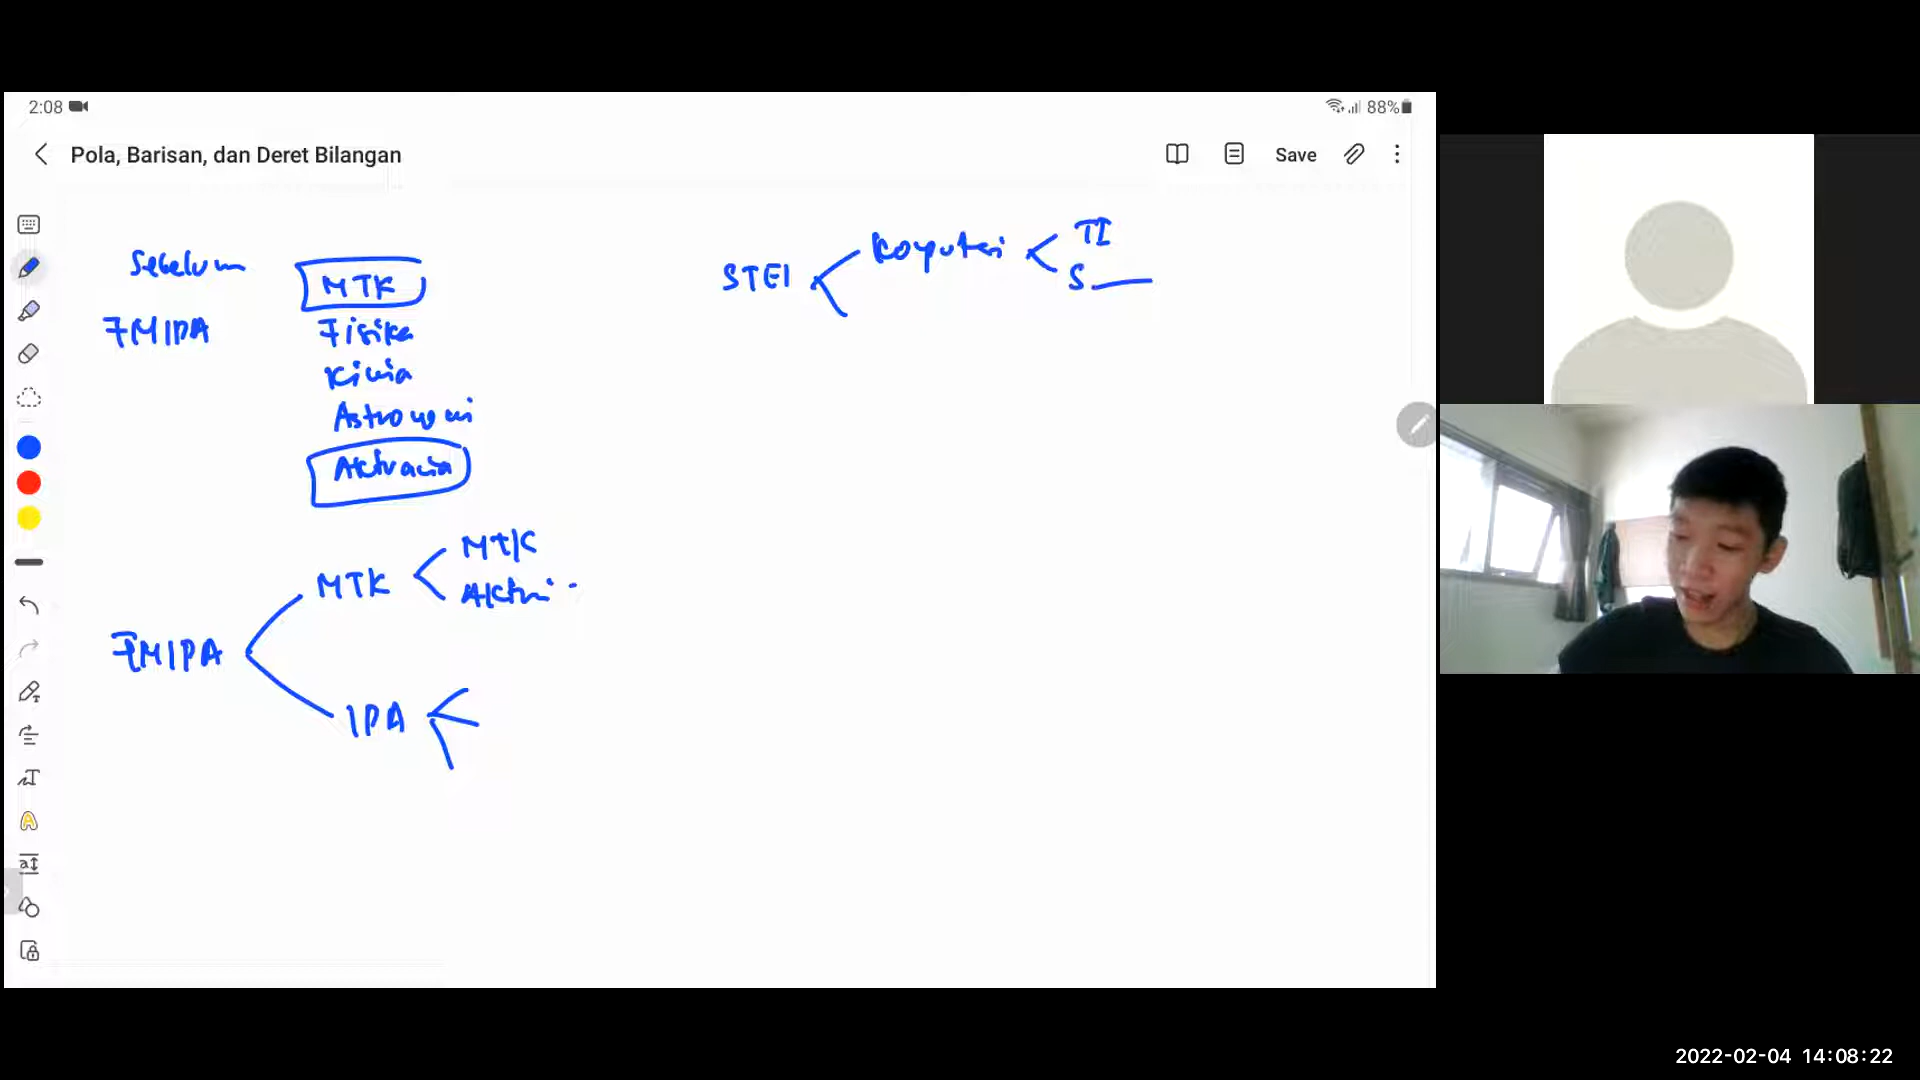 2:08
88%
Pola, Barisan, dan Deret Bilangan
Save
Sebelum
FMIPA
MTK
Fisika
Kimia
Astronomi
Aktuaria
FMIPA
MTK
MTK
IPA
STEI
Komputasi
TI
S
2022-02-04 14:08:22